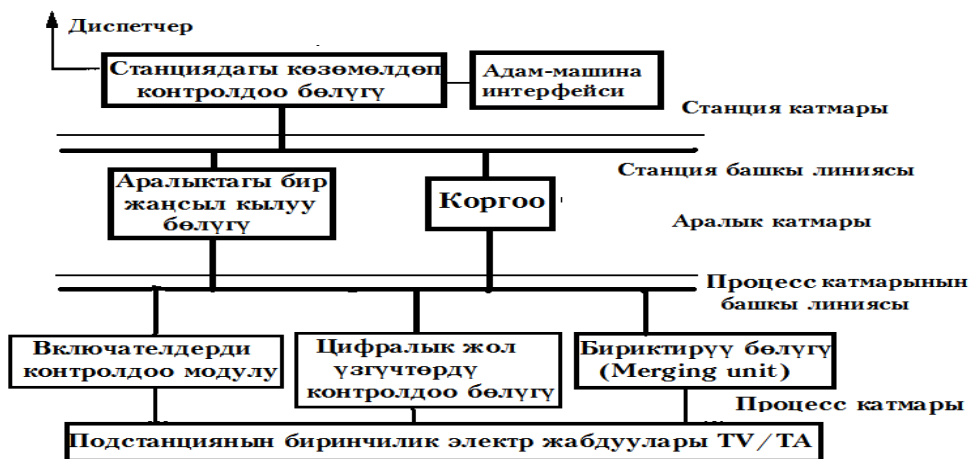 Диспетчер
Станциядагы көзөмөлдөп
контролдоо бөлүгү
Адам-машина
интерфейси
Станция катмары
Станция башкы линиясы
Аралыктагы бир
жаңсыл кылуу
бөлүгү
Коргоо
Аралык катмары
Процесс катмарынын
башкы линиясы
Включателдерди
контролдоо модулу
Цифралык жол
үзгүчтөрдү
контролдоо бөлүгү
Бириктирүү бөлүгү
(Merging unit)
Процесс катмары
Подстанциянын биринчилик электр жабдуулары TV/TA